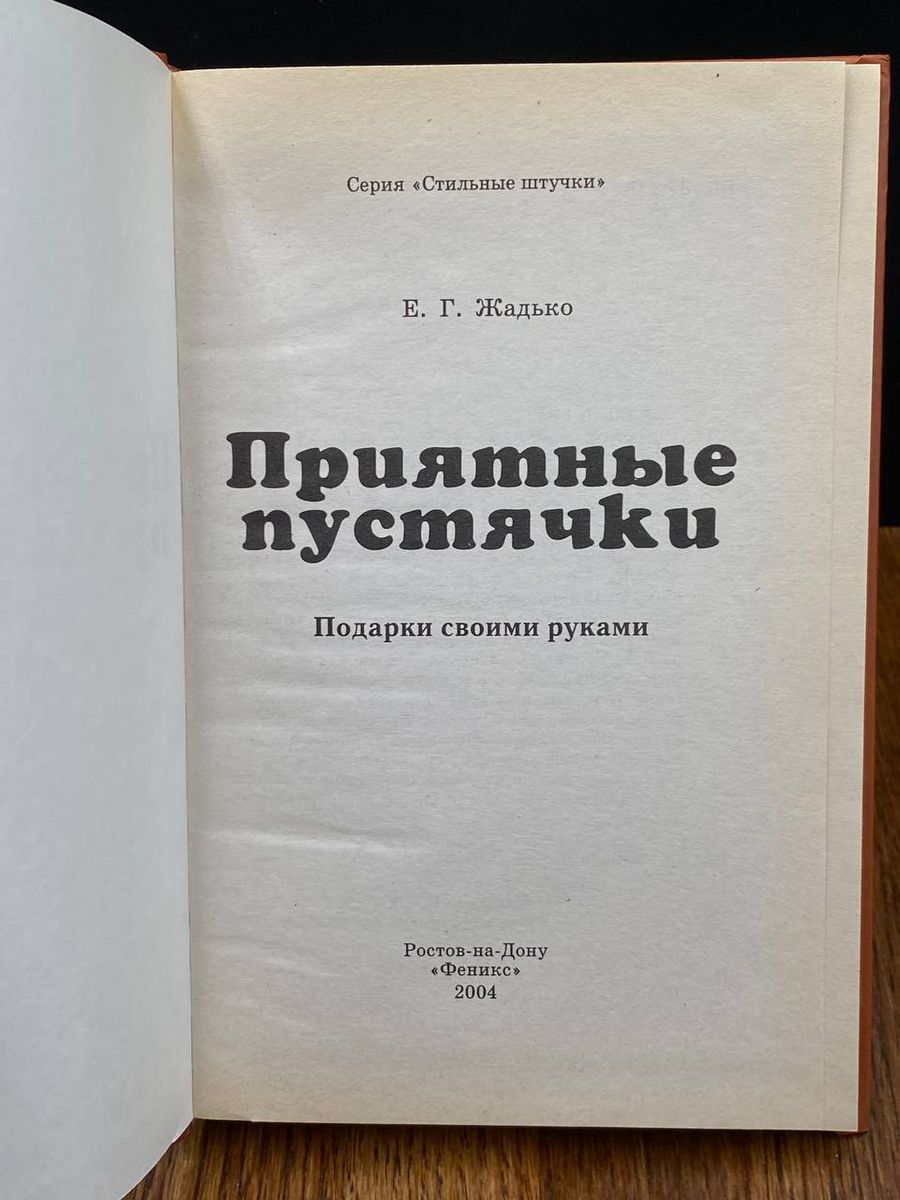 Серия «Стильные штучки»
Е. Г. Жадько
Приятные
пустячки
Подарки своими руками
Ростов-на-Дону
«Феникс»
2004